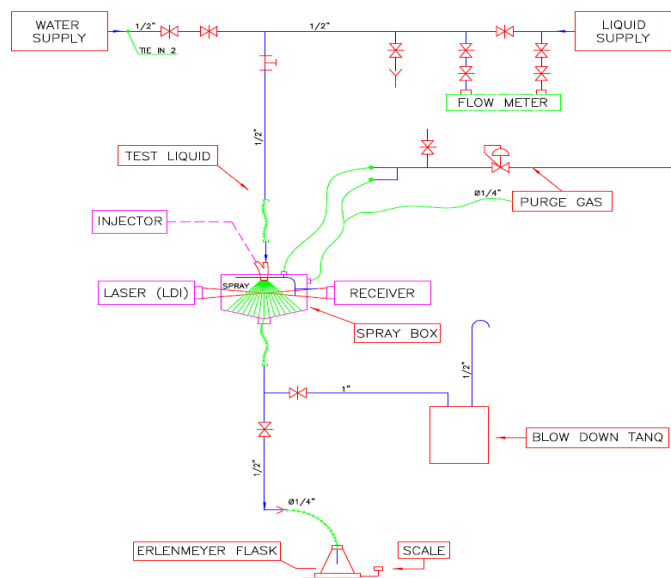 WATER
SUPPLY
1/2"
TIE IN 2
1/2"
LIQUID
SUPPLY
FLOW METER
1/2"
TEST LIQUID
INJECTOR
Ø1/4"
PURGE GAS
LASER (LDI)
SPRAY
RECEIVER
SPRAY BOX
1"
1/2"
BLOW DOWN TANQ
1/2"
Ø1/4"
ERLENMEYER FLASK
SCALE